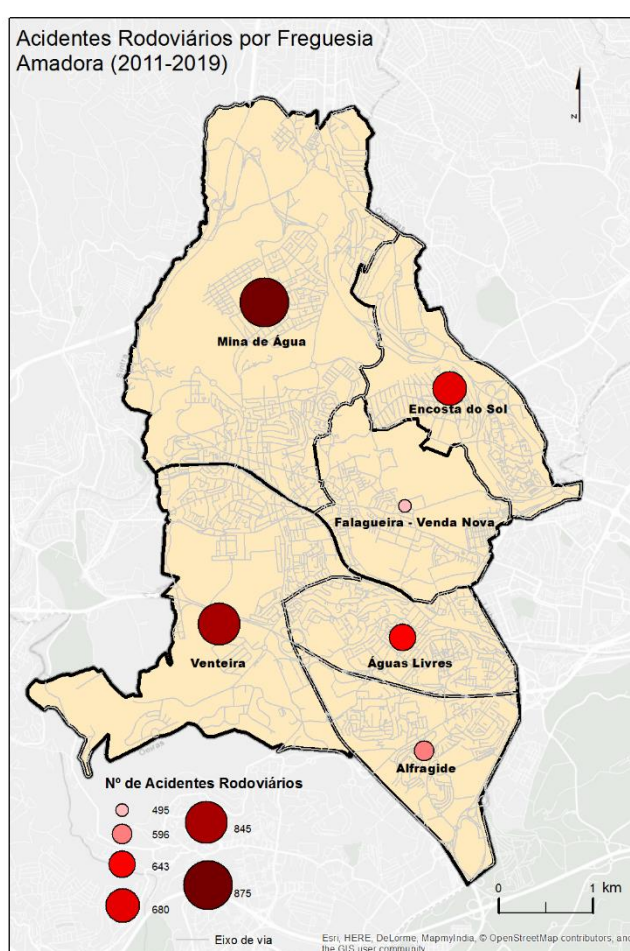 Acidentes Rodoviários por Freguesia
Amadora (2011-2019)
N
Mina de Água
Encosta do Sol
Falagueira - Venda Nova
Venteira
Águas Livres
Alfragide
Nº de Acidentes Rodoviários
495
596
643
680
845
875
Eixo de via
0 1 km
Esri, HERE, DeLorme, MapmyIndia, © OpenStreetMap contributors, and
the GIS user community